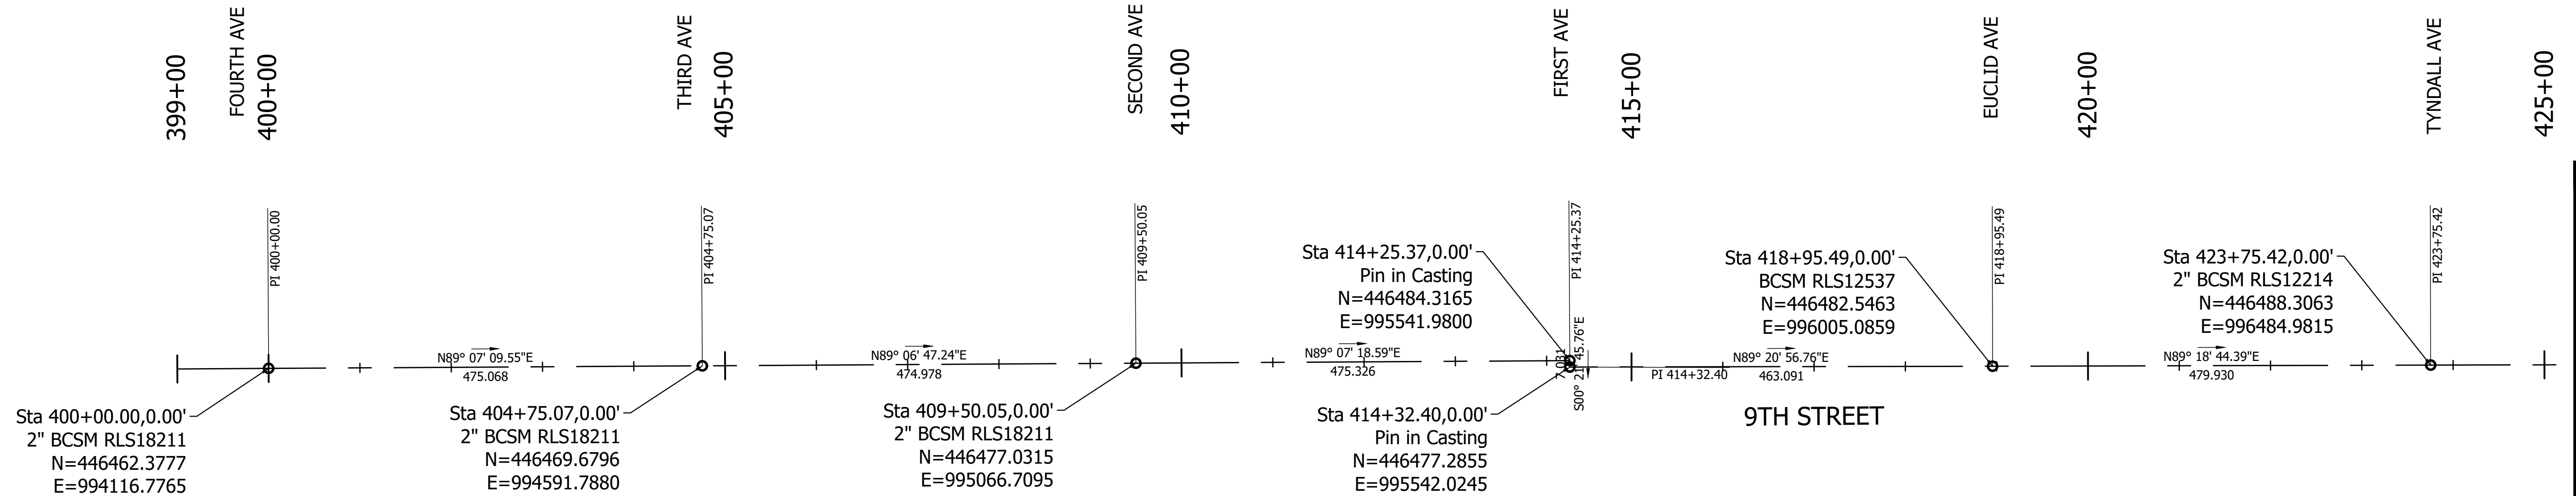 399+00
FOURTH AVE
400+00
THIRD AVE
405+00
SECOND AVE
410+00
FIRST AVE
415+00
EUCLID AVE
420+00
TYNDALL AVE
425+00
PI 400+00.00
PI 404+75.07
PI 409+50.05
PI 414+25.37
PI 418+95.49
PI 423+75.42
Sta 414+25.37,0.00'
Pin in Casting
N=446484.3165
E=995541.9800
Sta 418+95.49,0.00'
BCSM RLS12537
N=446482.5463
E=996005.0859
Sta 423+75.42,0.00'
2" BCSM RLS12214
N=446488.3063
E=996484.9815
N89° 07' 09.55"E
475.068
N89° 06' 47.24"E
474.978
N89° 07' 18.59"E
475.326
7.031
S00° 21' 45.76"E
PI 414+32.40
N89° 20' 56.76"E
463.091
N89° 18' 44.39"E
479.930
Sta 400+00.00,0.00'
2" BCSM RLS18211
N=446462.3777
E=994116.7765
Sta 404+75.07,0.00'
2" BCSM RLS18211
N=446469.6796
E=994591.7880
Sta 409+50.05,0.00'
2" BCSM RLS18211
N=446477.0315
E=995066.7095
Sta 414+32.40,0.00'
Pin in Casting
N=446477.2855
E=995542.0245
9TH STREET